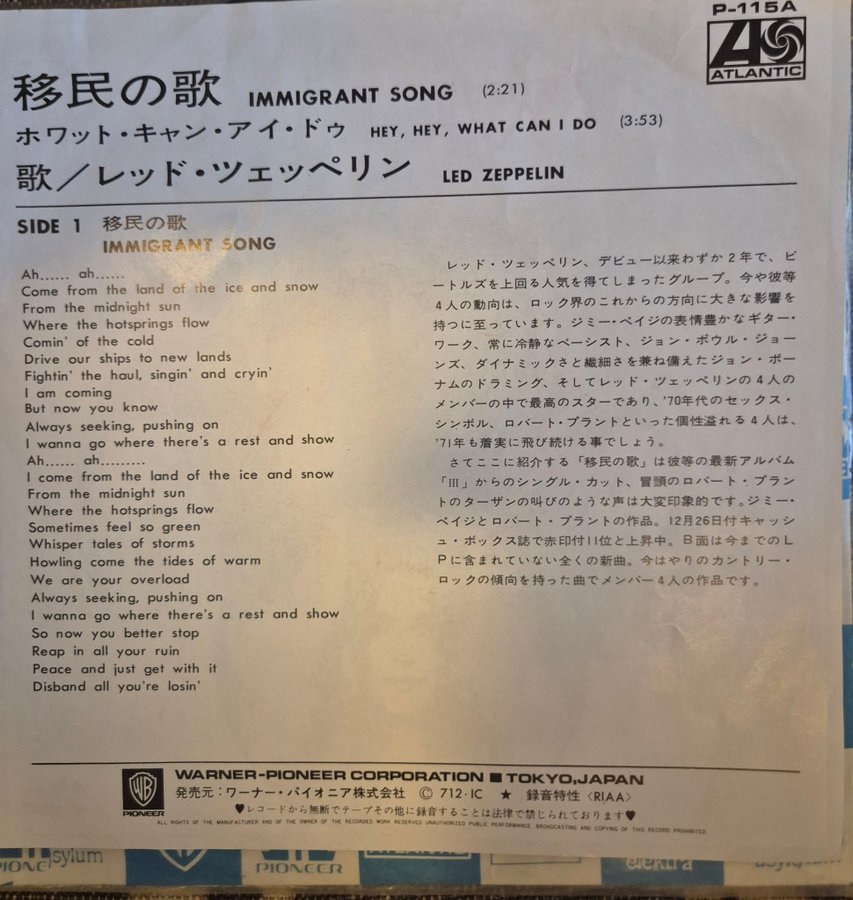 P-115A
ATLANTIC
移民の歌 IMMIGRANT SONG (2:21)
ホワット・キャン・アイ・ドゥ HEY, HEY, WHAT CAN I DO (3:53)
歌／レッド・ツェッペリン LED ZEPPELIN
SIDE 1 移民の歌
IMMIGRANT SONG
Ah...... ah......
Come from the land of the ice and snow
From the midnight sun
Where the hotsprings flow
Comin' of the cold
Drive our ships to new lands
Fightin' the haul, singin' and cryin'
I am coming
But now you know
Always seeking, pushing on
I wanna go where there's a rest and show
Ah...... ah.........
I come from the land of the ice and snow
From the midnight sun
Where the hotsprings flow
Sometimes feel so green
Whisper tales of storms
Howling come the tides of warm
We are your overload
Always seeking, pushing on
I wanna go where there's a rest and show
So now you better stop
Reap in all your ruin
Peace and just get with it
Disband all you're losin'
レッド・ツェッペリン、デビュー以来わずか2年で、ビ
ートルズを上回る人気を得てしまったグループ。今や彼等
4人の動向は、ロック界のこれからの方向に大きな影響を
持つに至っています。ジミー・ペイジの表情豊かなギター・
ワーク、常に冷静なベーシスト、ジョン・ポウル・ジョー
ンズ、ダイナミックさと繊細さを兼ね備えたジョン・ボー
ナムのドラミング、そしてレッド・ツェッペリンの4人の
メンバーの中で最高のスターであり、'70年代のセックス・
シンボル、ロバート・プラントといった個性溢れる4人は、
'71年も着実に飛び続ける事でしょう。
さてここに紹介する「移民の歌」は彼等の最新アルバム
「III」からのシングル・カット、冒頭のロバート・プラン
トのターザンの叫びのような声は大変印象的です。ジミー・
ペイジとロバート・プラントの作品。12月26日付キャッシ
ュ・ボックス誌で赤印付11位と上昇中。B面は今までのL
Pに含まれていない全くの新曲。今はやりのカントリー・
ロックの傾向を持った曲でメンバー4人の作品です。
WB
PIONEER
WARNER-PIONEER CORPORATION ■ TOKYO, JAPAN
発売元：ワーナー・パイオニア株式会社 © 712・IC ★ 録音特性〈RIAA〉
♥レコードから無断でテープその他に録音することは法律で禁じられております♥
ALL RIGHTS OF THE MANUFACTURER AND OF THE OWNER OF THE RECORDED WORK RESERVED UNAUTHORIZED PUBLIC PERFORMANCE BROADCASTING AND COPYING OF THIS RECORD PROHIBITED
asylum
PIONEER
elektra